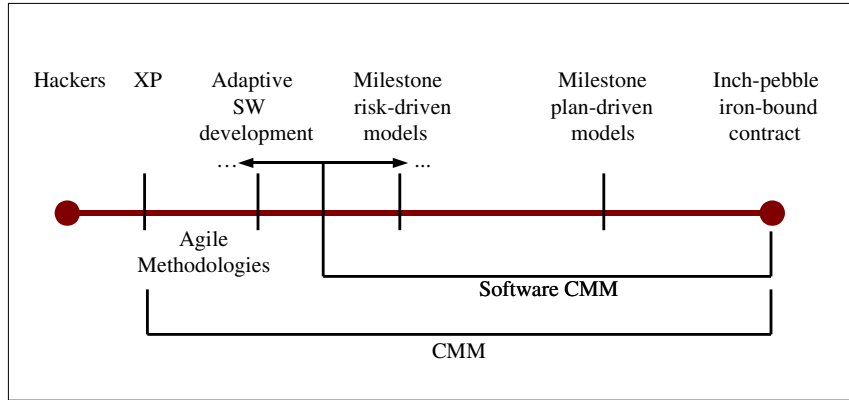 Hackers
XP
Adaptive
SW
development
Milestone
risk-driven
models
Milestone
plan-driven
models
Inch-pebble
iron-bound
contract
…
...
Agile
Methodologies
Software CMM
CMM